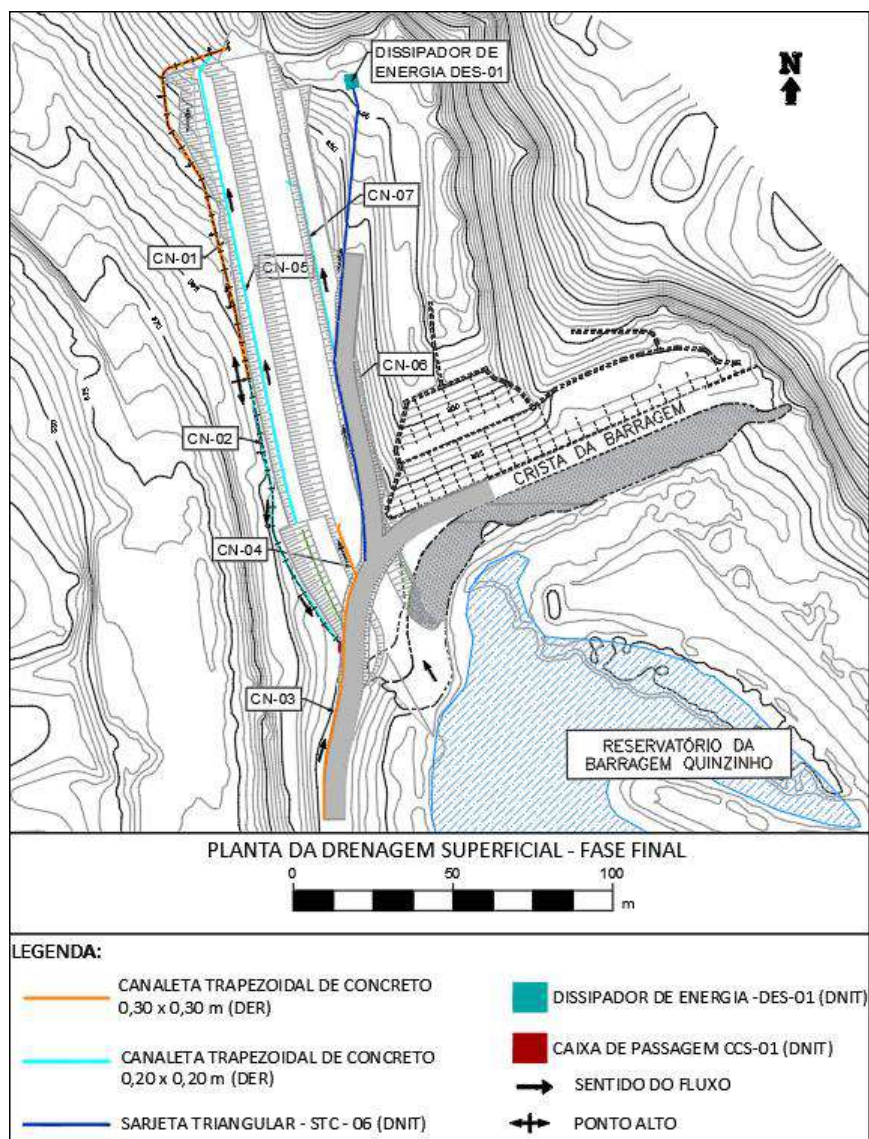 DISSIPADOR DE
ENERGIA DES-01
N
CN-07
CN-01
CN-05
CN-06
CN-02
CRISTA DA BARRAGEM
CN-04
CN-03
RESERVATÓRIO DA
BARRAGEM QUINZINHO
PLANTA DA DRENAGEM SUPERFICIAL - FASE FINAL
0 50 100
m
LEGENDA:
CANALETA TRAPEZOIDAL DE CONCRETO
0,30 x 0,30 m (DER)
DISSIPADOR DE ENERGIA -DES-01 (DNIT)
CAIXA DE PASSAGEM CCS-01 (DNIT)
CANALETA TRAPEZOIDAL DE CONCRETO
0,20 x 0,20 m (DER)
SENTIDO DO FLUXO
SARJETA TRIANGULAR - STC - 06 (DNIT)
PONTO ALTO